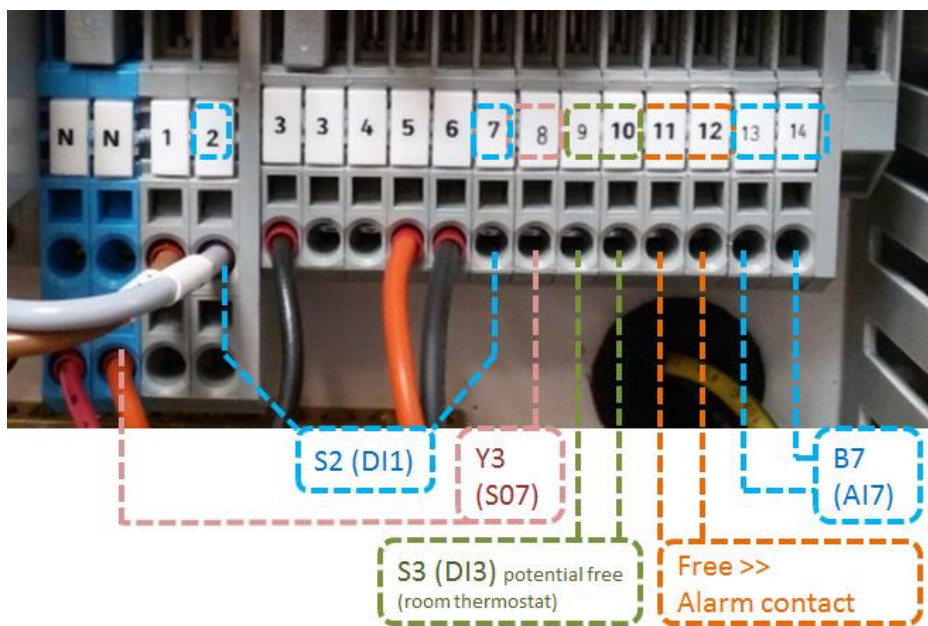 N N 1 2 3 3 4 5 6 7 8 9 10 11 12 13 14
S2 (DI1)
Y3
(S07)
B7
(AI7)
S3 (DI3) potential free
(room thermostat)
Free >>
Alarm contact